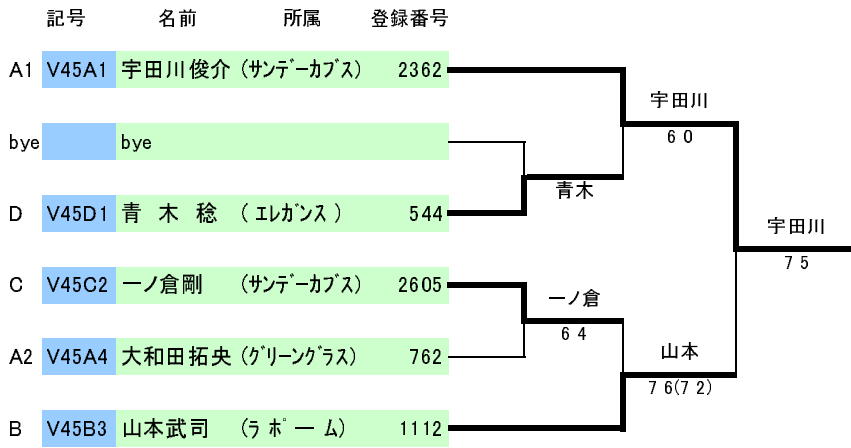 記号 名前 所属 登録番号
A1 V45A1 宇田川俊介 (ｻﾝﾃﾞｰｶﾌﾞｽ) 2362
宇田川
6 0
bye bye
青木
D V45D1 青 木 稔 ( ｴﾚｶﾞﾝｽ ) 544
宇田川
7 5
C V45C2 一ノ倉剛 (ｻﾝﾃﾞｰｶﾌﾞｽ) 2605
一ノ倉
6 4
A2 V45A4 大和田拓央 (ｸﾞﾘｰﾝｸﾞﾗｽ) 762
山本
7 6(7 2)
B V45B3 山本武司 (ﾗ ﾎﾟ ｰ ﾑ) 1112